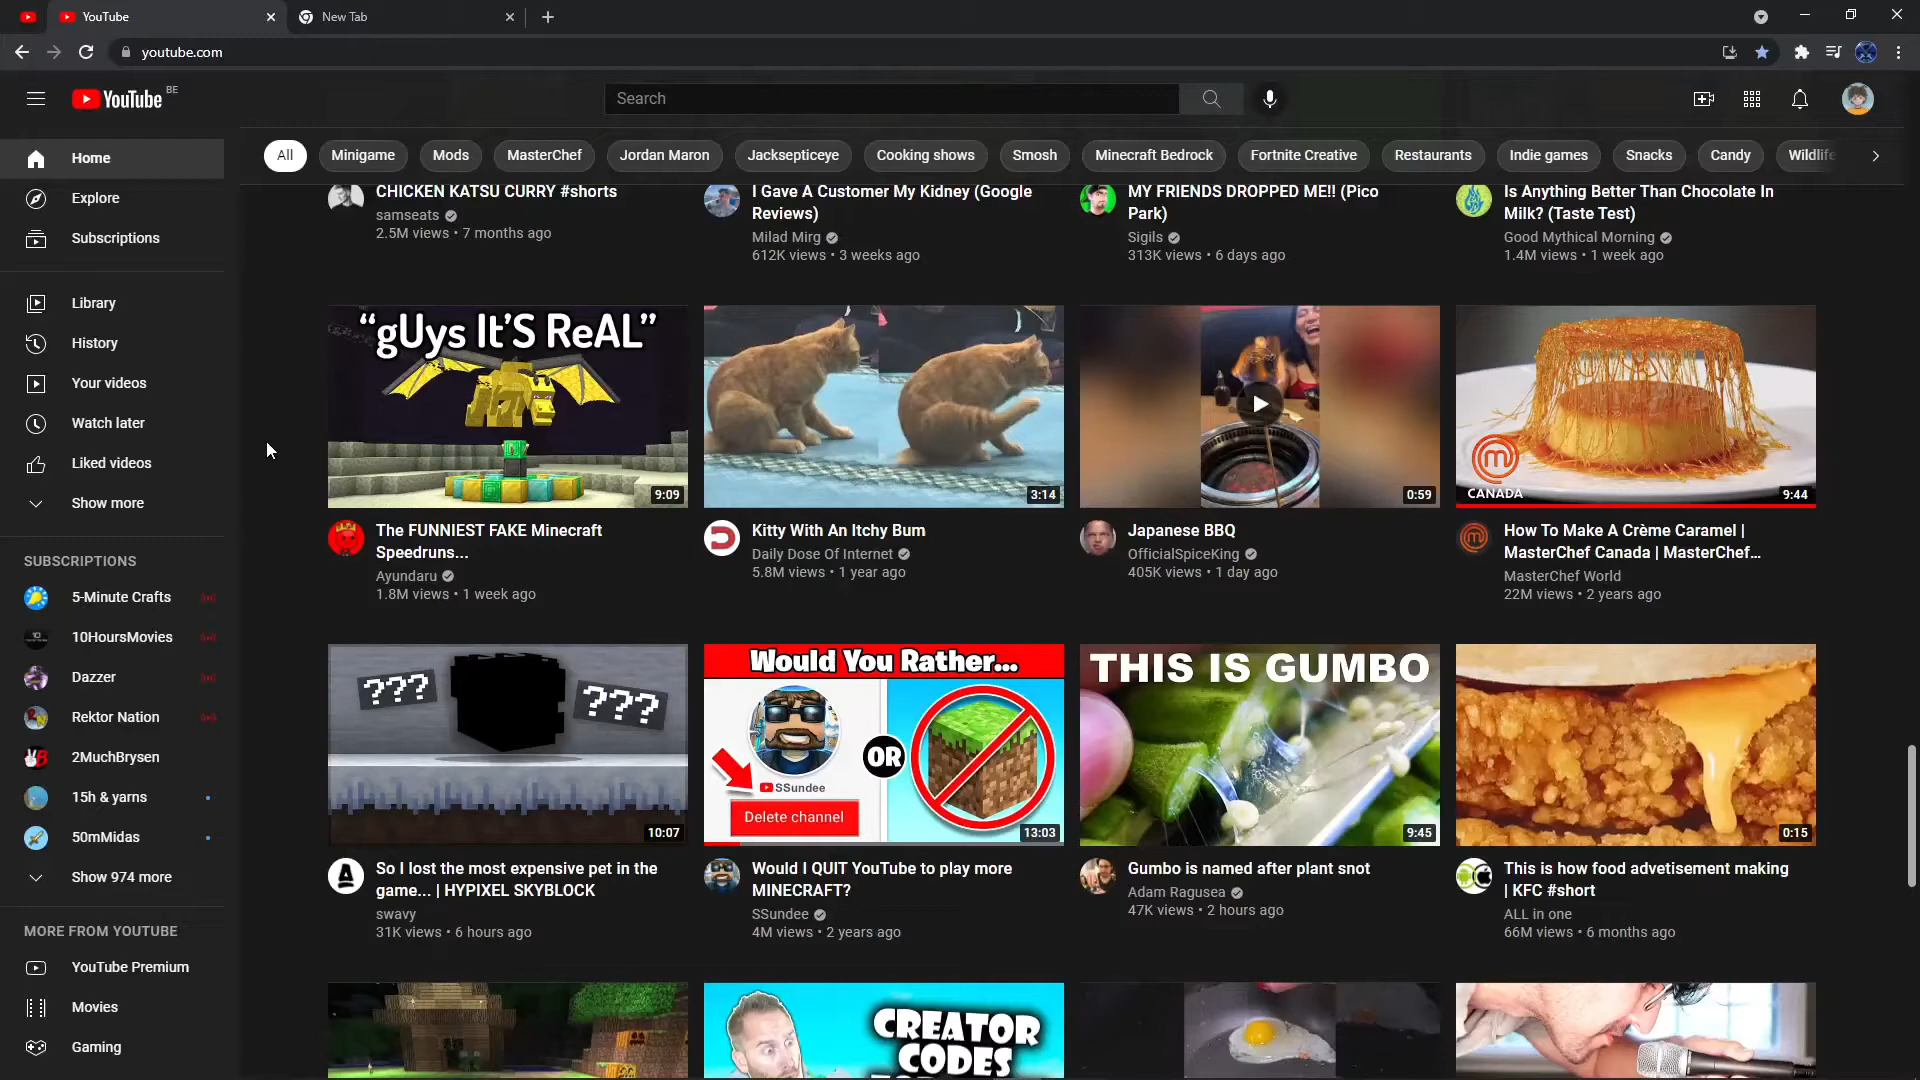 YouTube
New Tab
youtube.com
YouTube BE
Search
Home
Explore
Subscriptions
Library
History
Your videos
Watch later
Liked videos
Show more
SUBSCRIPTIONS
5-Minute Crafts
10HoursMovies
Dazzer
Rektor Nation
2MuchBrysen
15h & yarns
50mMidas
Show 974 more
MORE FROM YOUTUBE
YouTube Premium
Movies
Gaming
All
Minigame
Mods
MasterChef
Jordan Maron
Jacksepticeye
Cooking shows
Smosh
Minecraft Bedrock
Fortnite Creative
Restaurants
Indie games
Snacks
Candy
Wildlife
CHICKEN KATSU CURRY #shorts
samseats
2.5M views • 7 months ago
I Gave A Customer My Kidney (Google
Reviews)
Milad Mirg
612K views • 3 weeks ago
MY FRIENDS DROPPED ME!! (Pico
Park)
Sigils
313K views • 6 days ago
Is Anything Better Than Chocolate In
Milk? (Taste Test)
Good Mythical Morning
1.4M views • 1 week ago
“gUys It’S ReAL”
9:09
The FUNNIEST FAKE Minecraft
Speedruns...
Ayundaru
1.8M views • 1 week ago
3:14
Kitty With An Itchy Bum
Daily Dose Of Internet
5.8M views • 1 year ago
0:59
Japanese BBQ
OfficialSpiceKing
405K views • 1 day ago
CANADA
9:44
How To Make A Crème Caramel |
MasterChef Canada | MasterChef...
MasterChef World
22M views • 2 years ago
???
???
10:07
So I lost the most expensive pet in the
game... | HYPIXEL SKYBLOCK
swavy
31K views • 6 hours ago
Would You Rather...
OR
SSundee
Delete channel
13:03
Would I QUIT YouTube to play more
MINECRAFT?
SSundee
4M views • 2 years ago
THIS IS GUMBO
9:45
Gumbo is named after plant snot
Adam Ragusea
47K views • 2 hours ago
0:15
This is how food advetisement making
| KFC #short
ALL in one
66M views • 6 months ago
CREATOR
CODES